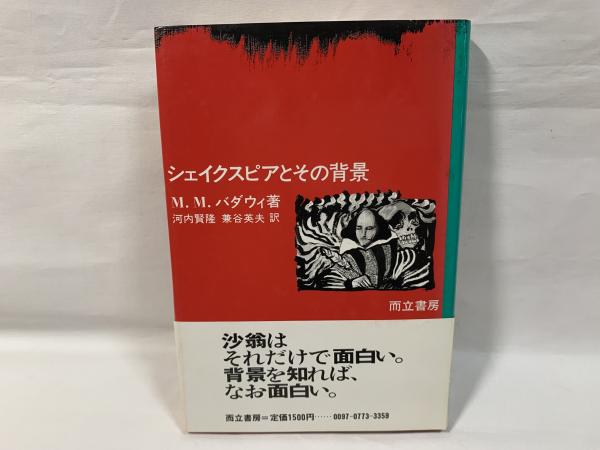 シェイクスピアとその背景
M. M. バダウィ著
河内賢隆 兼谷英夫 訳
而立書房
沙翁は
それだけで面白い。
背景を知れば、
なお面白い。
而立書房=定価1500円……0097-0773-3359